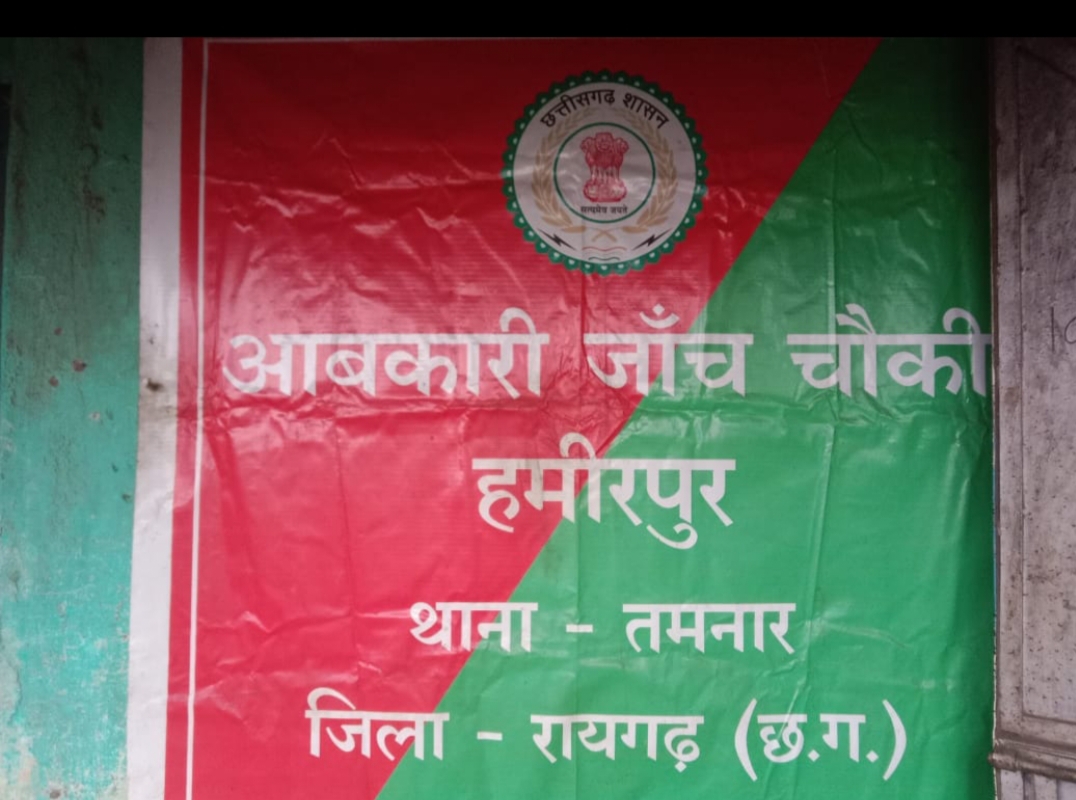 छत्तीसगढ़ शासन
सत्यमेव जयते
आबकारी जाँच चौकी
हमीरपुर
थाना - तमनार
जिला - रायगढ़ (छ.ग.)